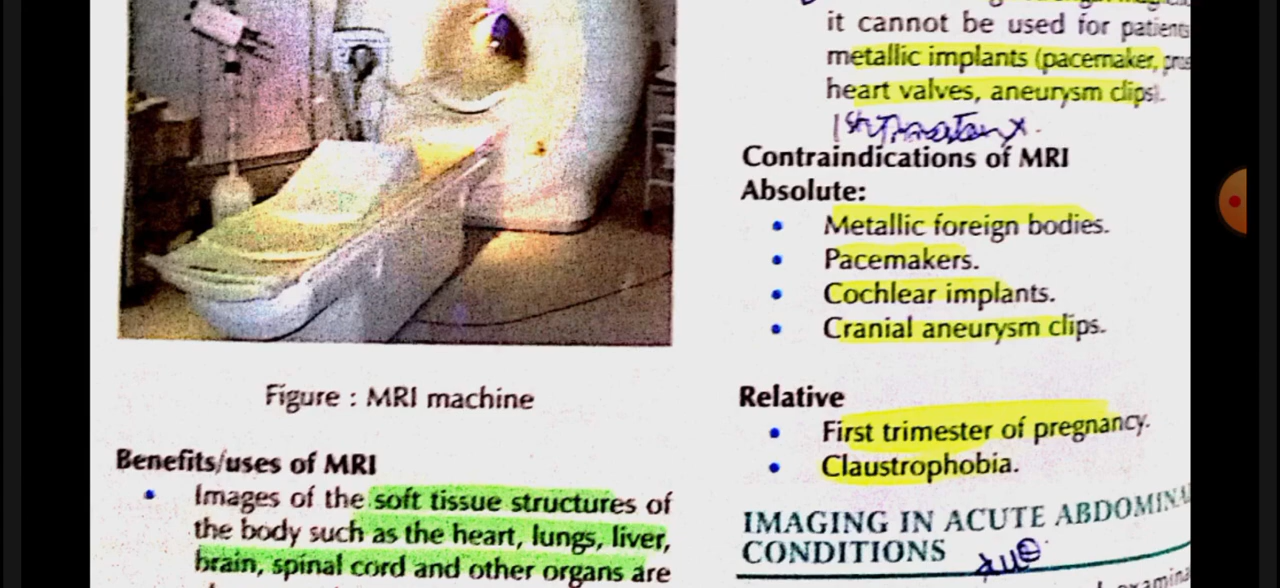 Figure : MRI machine
Benefits/uses of MRI
• Images of the soft tissue structures of
the body such as the heart, lungs, liver,
brain, spinal cord and other organs are
it cannot be used for patients
metallic implants (pacemaker,
heart valves, aneurysm clips).
Contraindications of MRI
Absolute:
• Metallic foreign bodies.
• Pacemakers.
• Cochlear implants.
• Cranial aneurysm clips.
Relative
• First trimester of pregnancy.
• Claustrophobia.
IMAGING IN ACUTE ABDOMINA
CONDITIONS